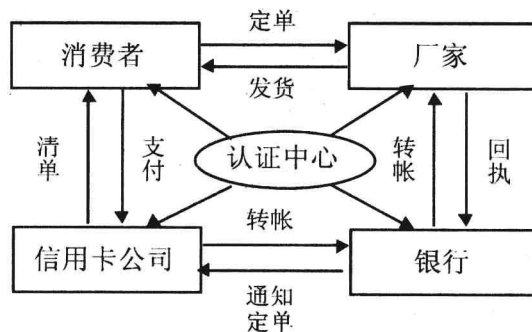 定单
消费者
厂家
发货
清单
支付
认证中心
转帐
回执
转帐
信用卡公司
银行
通知
定单